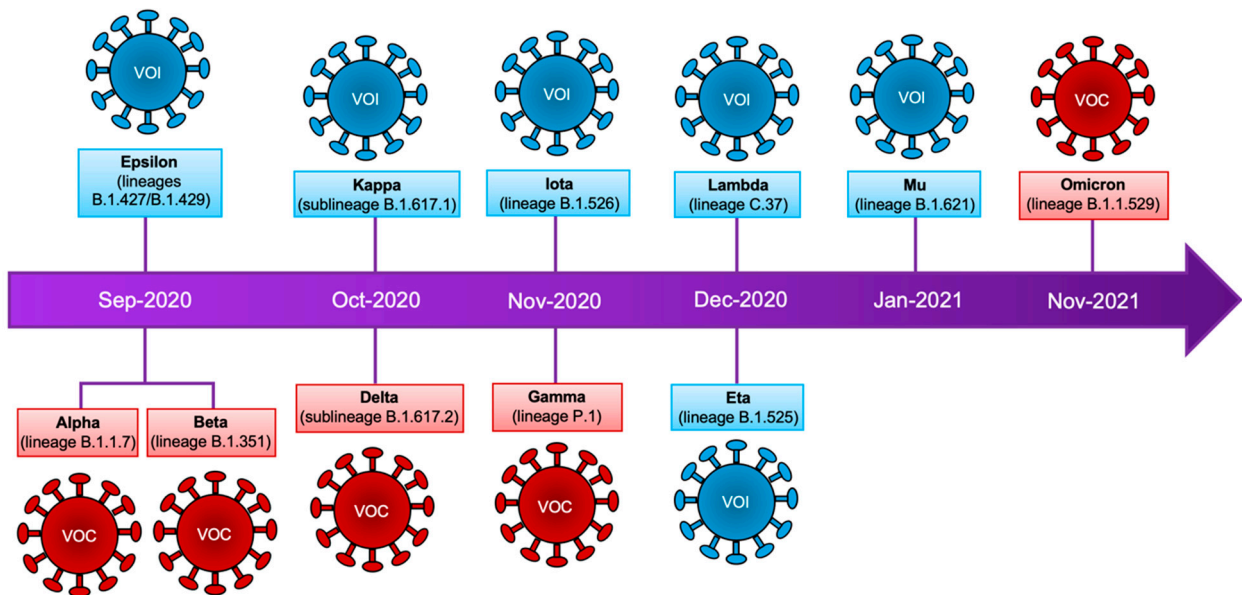 VOI
VOI
VOI
VOI
VOI
VOC
Epsilon
(lineages
B.1.427/B.1.429)
Kappa
(sublineage B.1.617.1)
Iota
(lineage B.1.526)
Lambda
(lineage C.37)
Mu
(lineage B.1.621)
Omicron
(lineage B.1.1.529)
Sep-2020
Oct-2020
Nov-2020
Dec-2020
Jan-2021
Nov-2021
Alpha
(lineage B.1.1.7)
Beta
(lineage B.1.351)
Delta
(sublineage B.1.617.2)
Gamma
(lineage P.1)
Eta
(lineage B.1.525)
VOC
VOC
VOC
VOC
VOI